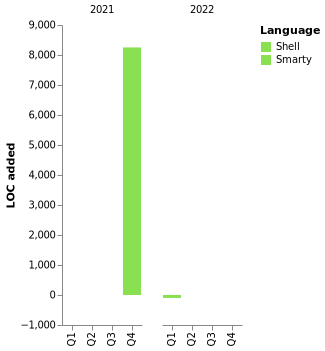 2021 2022
Language
Shell
Smarty
LOC added
9,000
8,000
7,000
6,000
5,000
4,000
3,000
2,000
1,000
0
−1,000
Q1 Q2 Q3 Q4 Q1 Q2 Q3 Q4